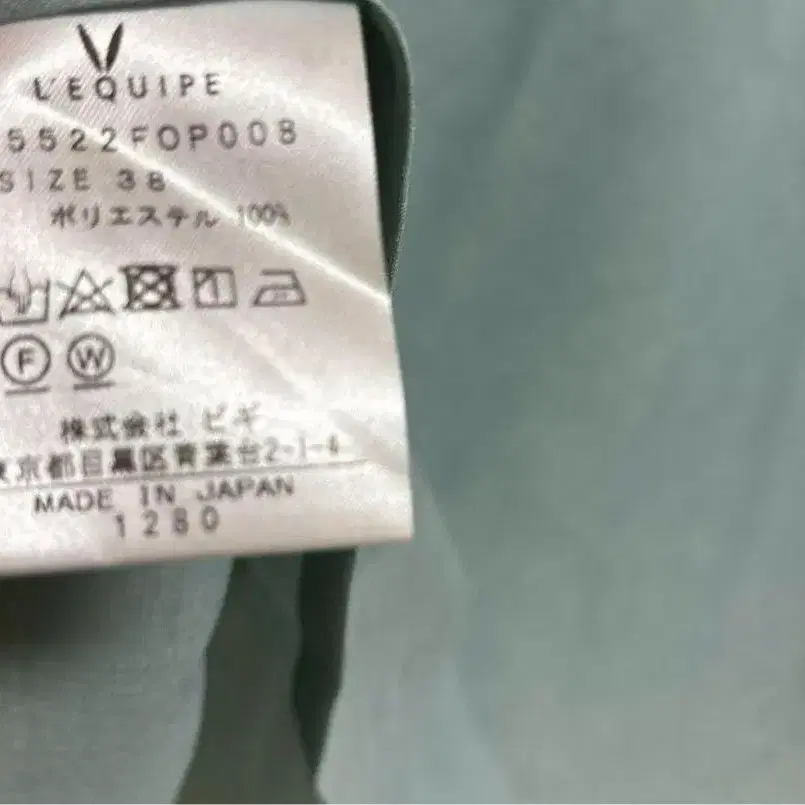 L'EQUIPE
5522FOP008
SIZE 38
ポリエステル 100%
F W
株式会社 ビギ
東京都目黒区青葉台2-1-4
MADE IN JAPAN
1280